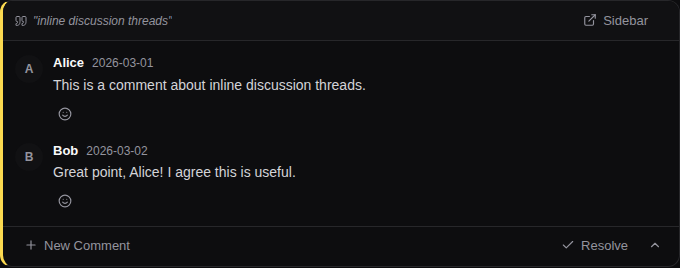 "inline discussion threads"
Sidebar
A
Alice 2026-03-01
This is a comment about inline discussion threads.
B
Bob 2026-03-02
Great point, Alice! I agree this is useful.
New Comment
Resolve